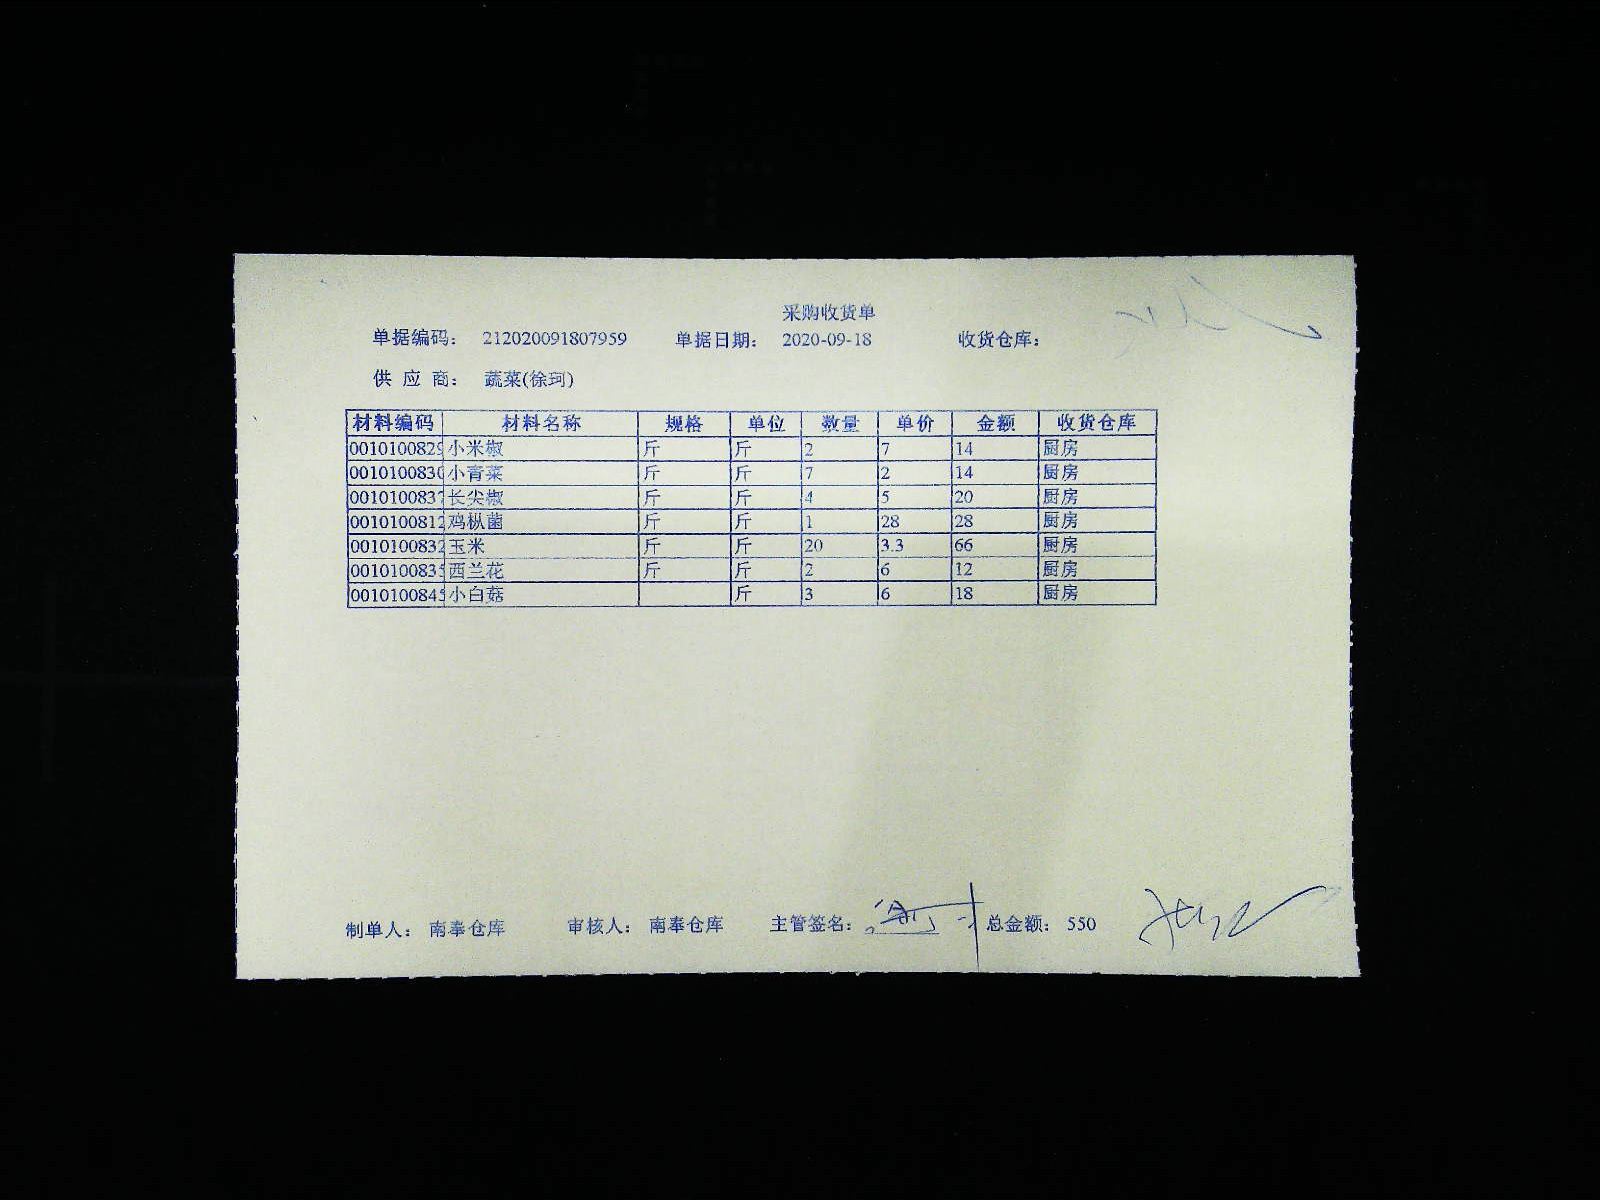 采购收货单
单据编码： 212020091807959 单据日期： 2020-09-18 收货仓库：
供 应 商： 蔬菜(徐珂)
材料编码 材料名称 规格 单位 数量 单价 金额 收货仓库
0010100829 小米椒 斤 斤 2 7 14 厨房
0010100830 小青菜 斤 斤 7 2 14 厨房
0010100837 长尖椒 斤 斤 4 5 20 厨房
0010100812 鸡枞菌 斤 斤 1 28 28 厨房
0010100832 玉米 斤 斤 20 3.3 66 厨房
0010100835 西兰花 斤 斤 2 6 12 厨房
0010100845 小白菇 斤 3 6 18 厨房
制单人： 南奉仓库 审核人： 南奉仓库 主管签名： 总金额： 550